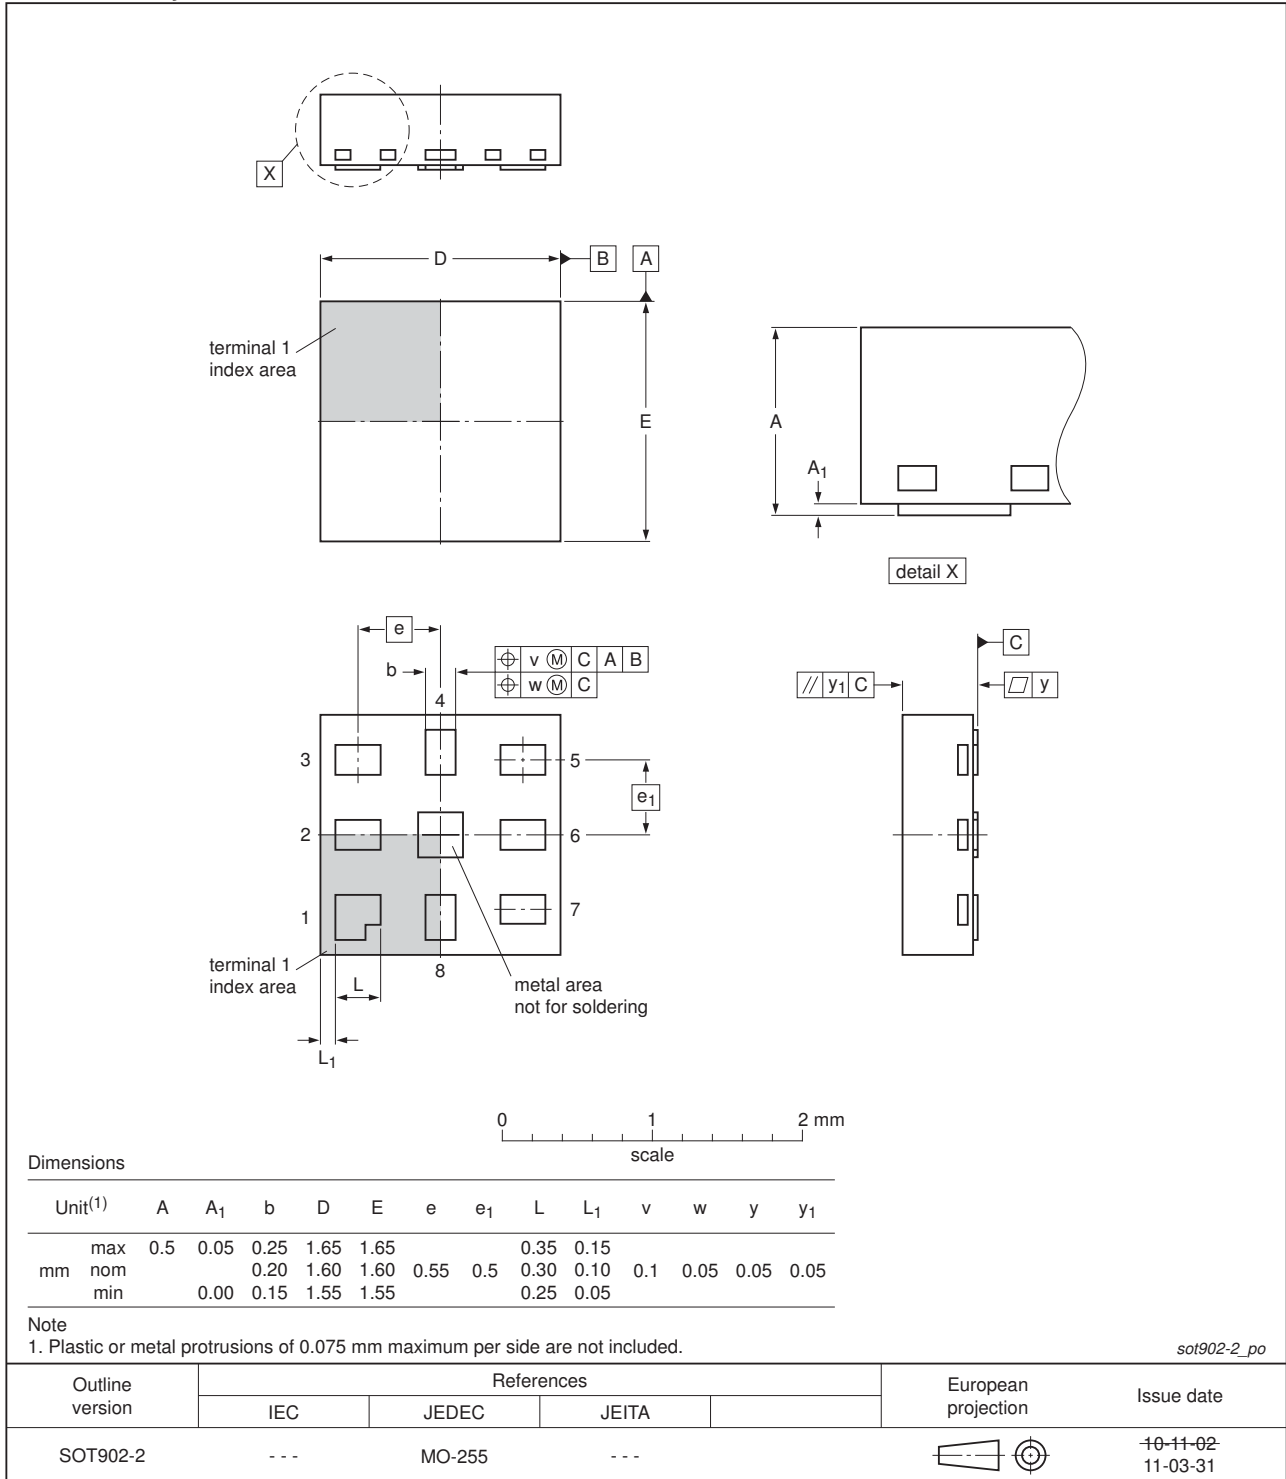 X
D
B
A
terminal 1
index area
E
A
A1
detail X
e
b
v M C A B
w M C
4
3
5
e1
2
6
1
7
terminal 1
index area
L
8
metal area
not for soldering
L1
C
// y1 C
y
0 1 2 mm
scale
Dimensions
Unit(1) A A1 b D E e e1 L L1 v w y y1
max 0.5 0.05 0.25 1.65 1.65 0.35 0.15
mm nom 0.20 1.60 1.60 0.55 0.5 0.30 0.10 0.1 0.05 0.05 0.05
min 0.00 0.15 1.55 1.55 0.25 0.05
Note
1. Plastic or metal protrusions of 0.075 mm maximum per side are not included.
sot902-2_po
Outline
version
References
IEC JEDEC JEITA
European
projection
Issue date
SOT902-2 - - - MO-255 - - -
10-11-02
11-03-31